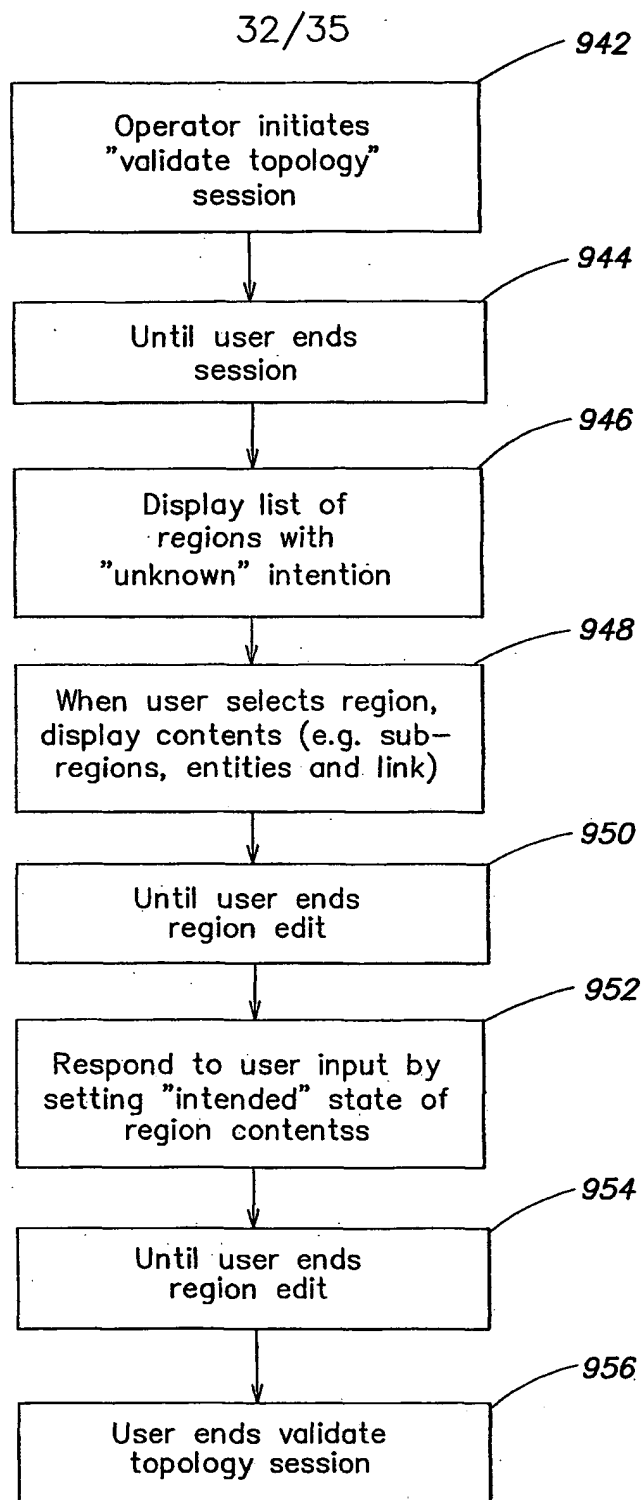 32/35
942
Operator initiates
"validate topology"
session
944
Until user ends
session
946
Display list of
regions with
"unknown" intention
948
When user selects region,
display contents (e.g. sub-
regions, entities and link)
950
Until user ends
region edit
952
Respond to user input by
setting "intended" state of
region contentss
954
Until user ends
region edit
956
User ends validate
topology session